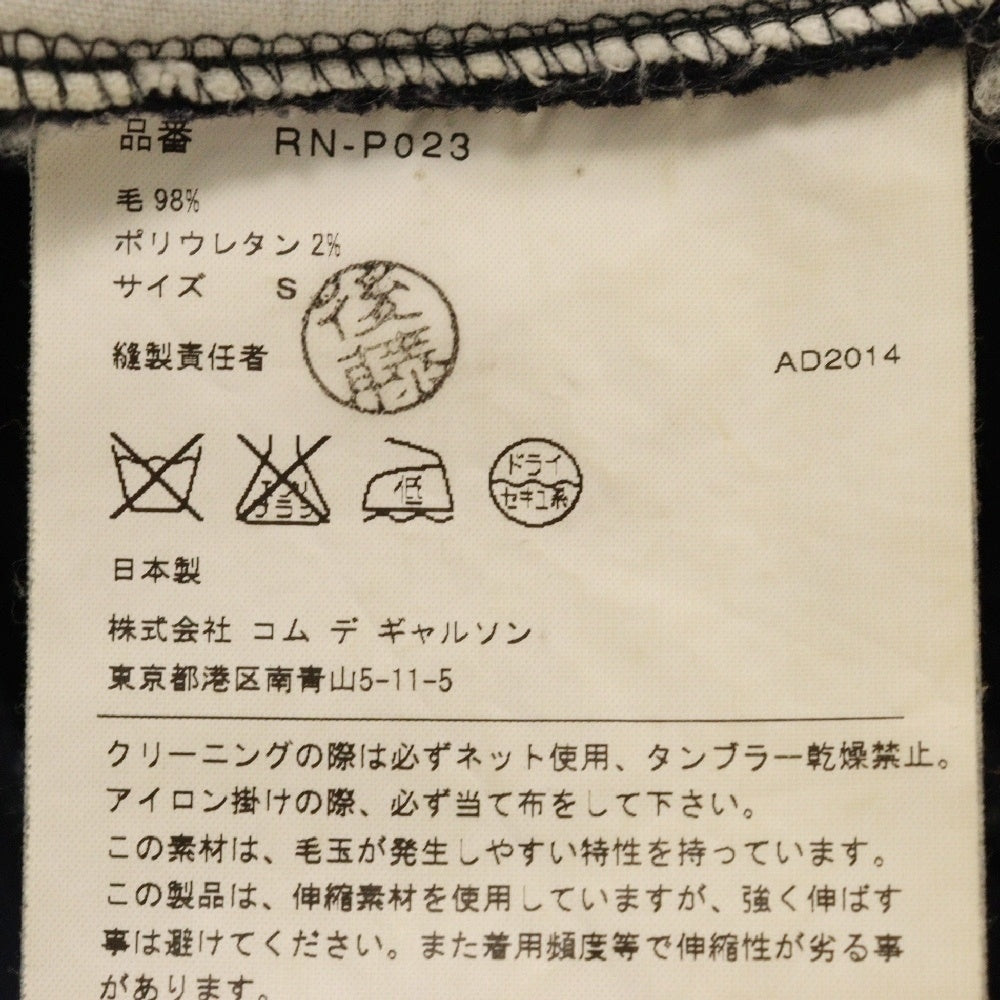 品番 RN-P023
毛 98%
ポリウレタン 2%
サイズ S
後藤
縫製責任者
AD2014
エンソ
サラシ
低
ドライ
セキユ系
日本製
株式会社 コム デ ギャルソン
東京都港区南青山5-11-5
クリーニングの際は必ずネット使用、タンブラー乾燥禁止。
アイロン掛けの際、必ず当て布をして下さい。
この素材は、毛玉が発生しやすい特性を持っています。
この製品は、伸縮素材を使用していますが、強く伸ばす
事は避けてください。また着用頻度等で伸縮性が劣る事
があります。